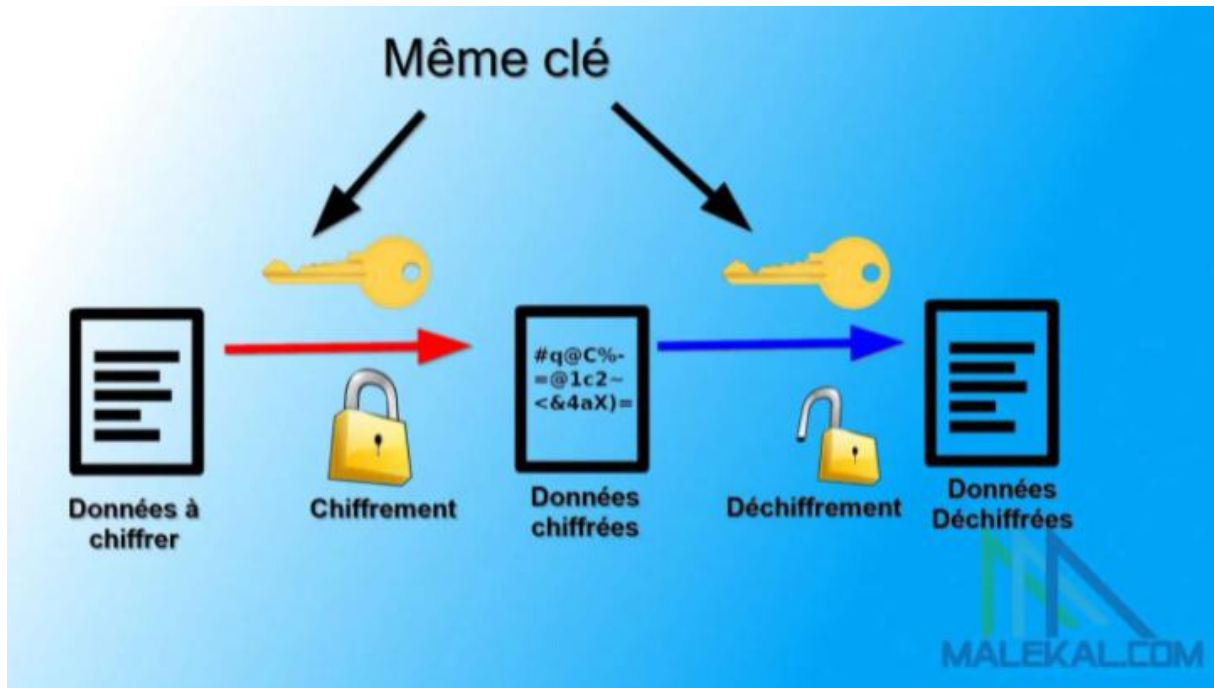 Même clé
#q@C%-
=@1c2~
<&4aX)=
Données à
chiffrer
Chiffrement
Données
chiffrées
Déchiffrement
Données
Déchiffrées
MALEKAL.COM